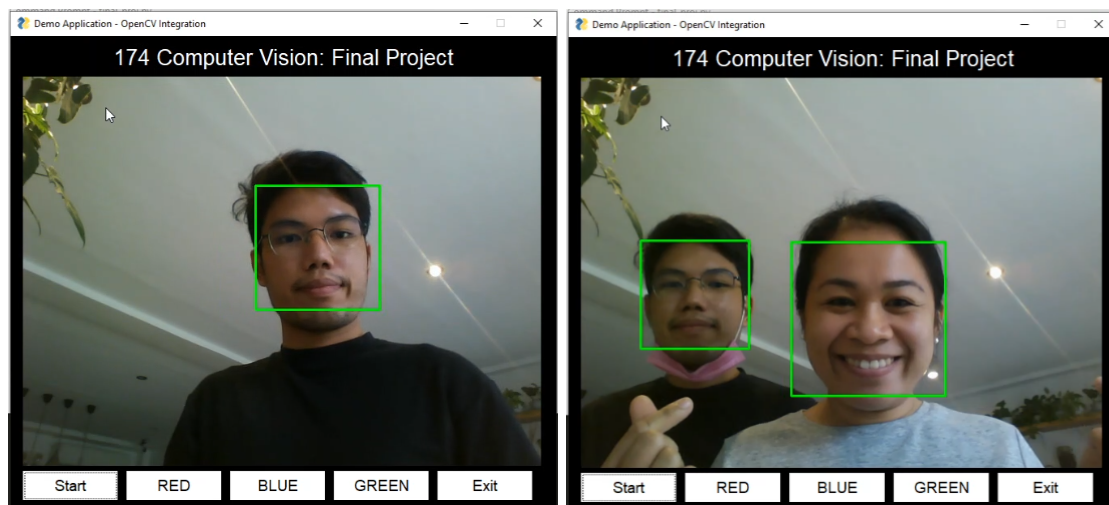 Demo Application - OpenCV Integration
174 Computer Vision: Final Project
Start RED BLUE GREEN Exit
Demo Application - OpenCV Integration
174 Computer Vision: Final Project
Start RED BLUE GREEN Exit